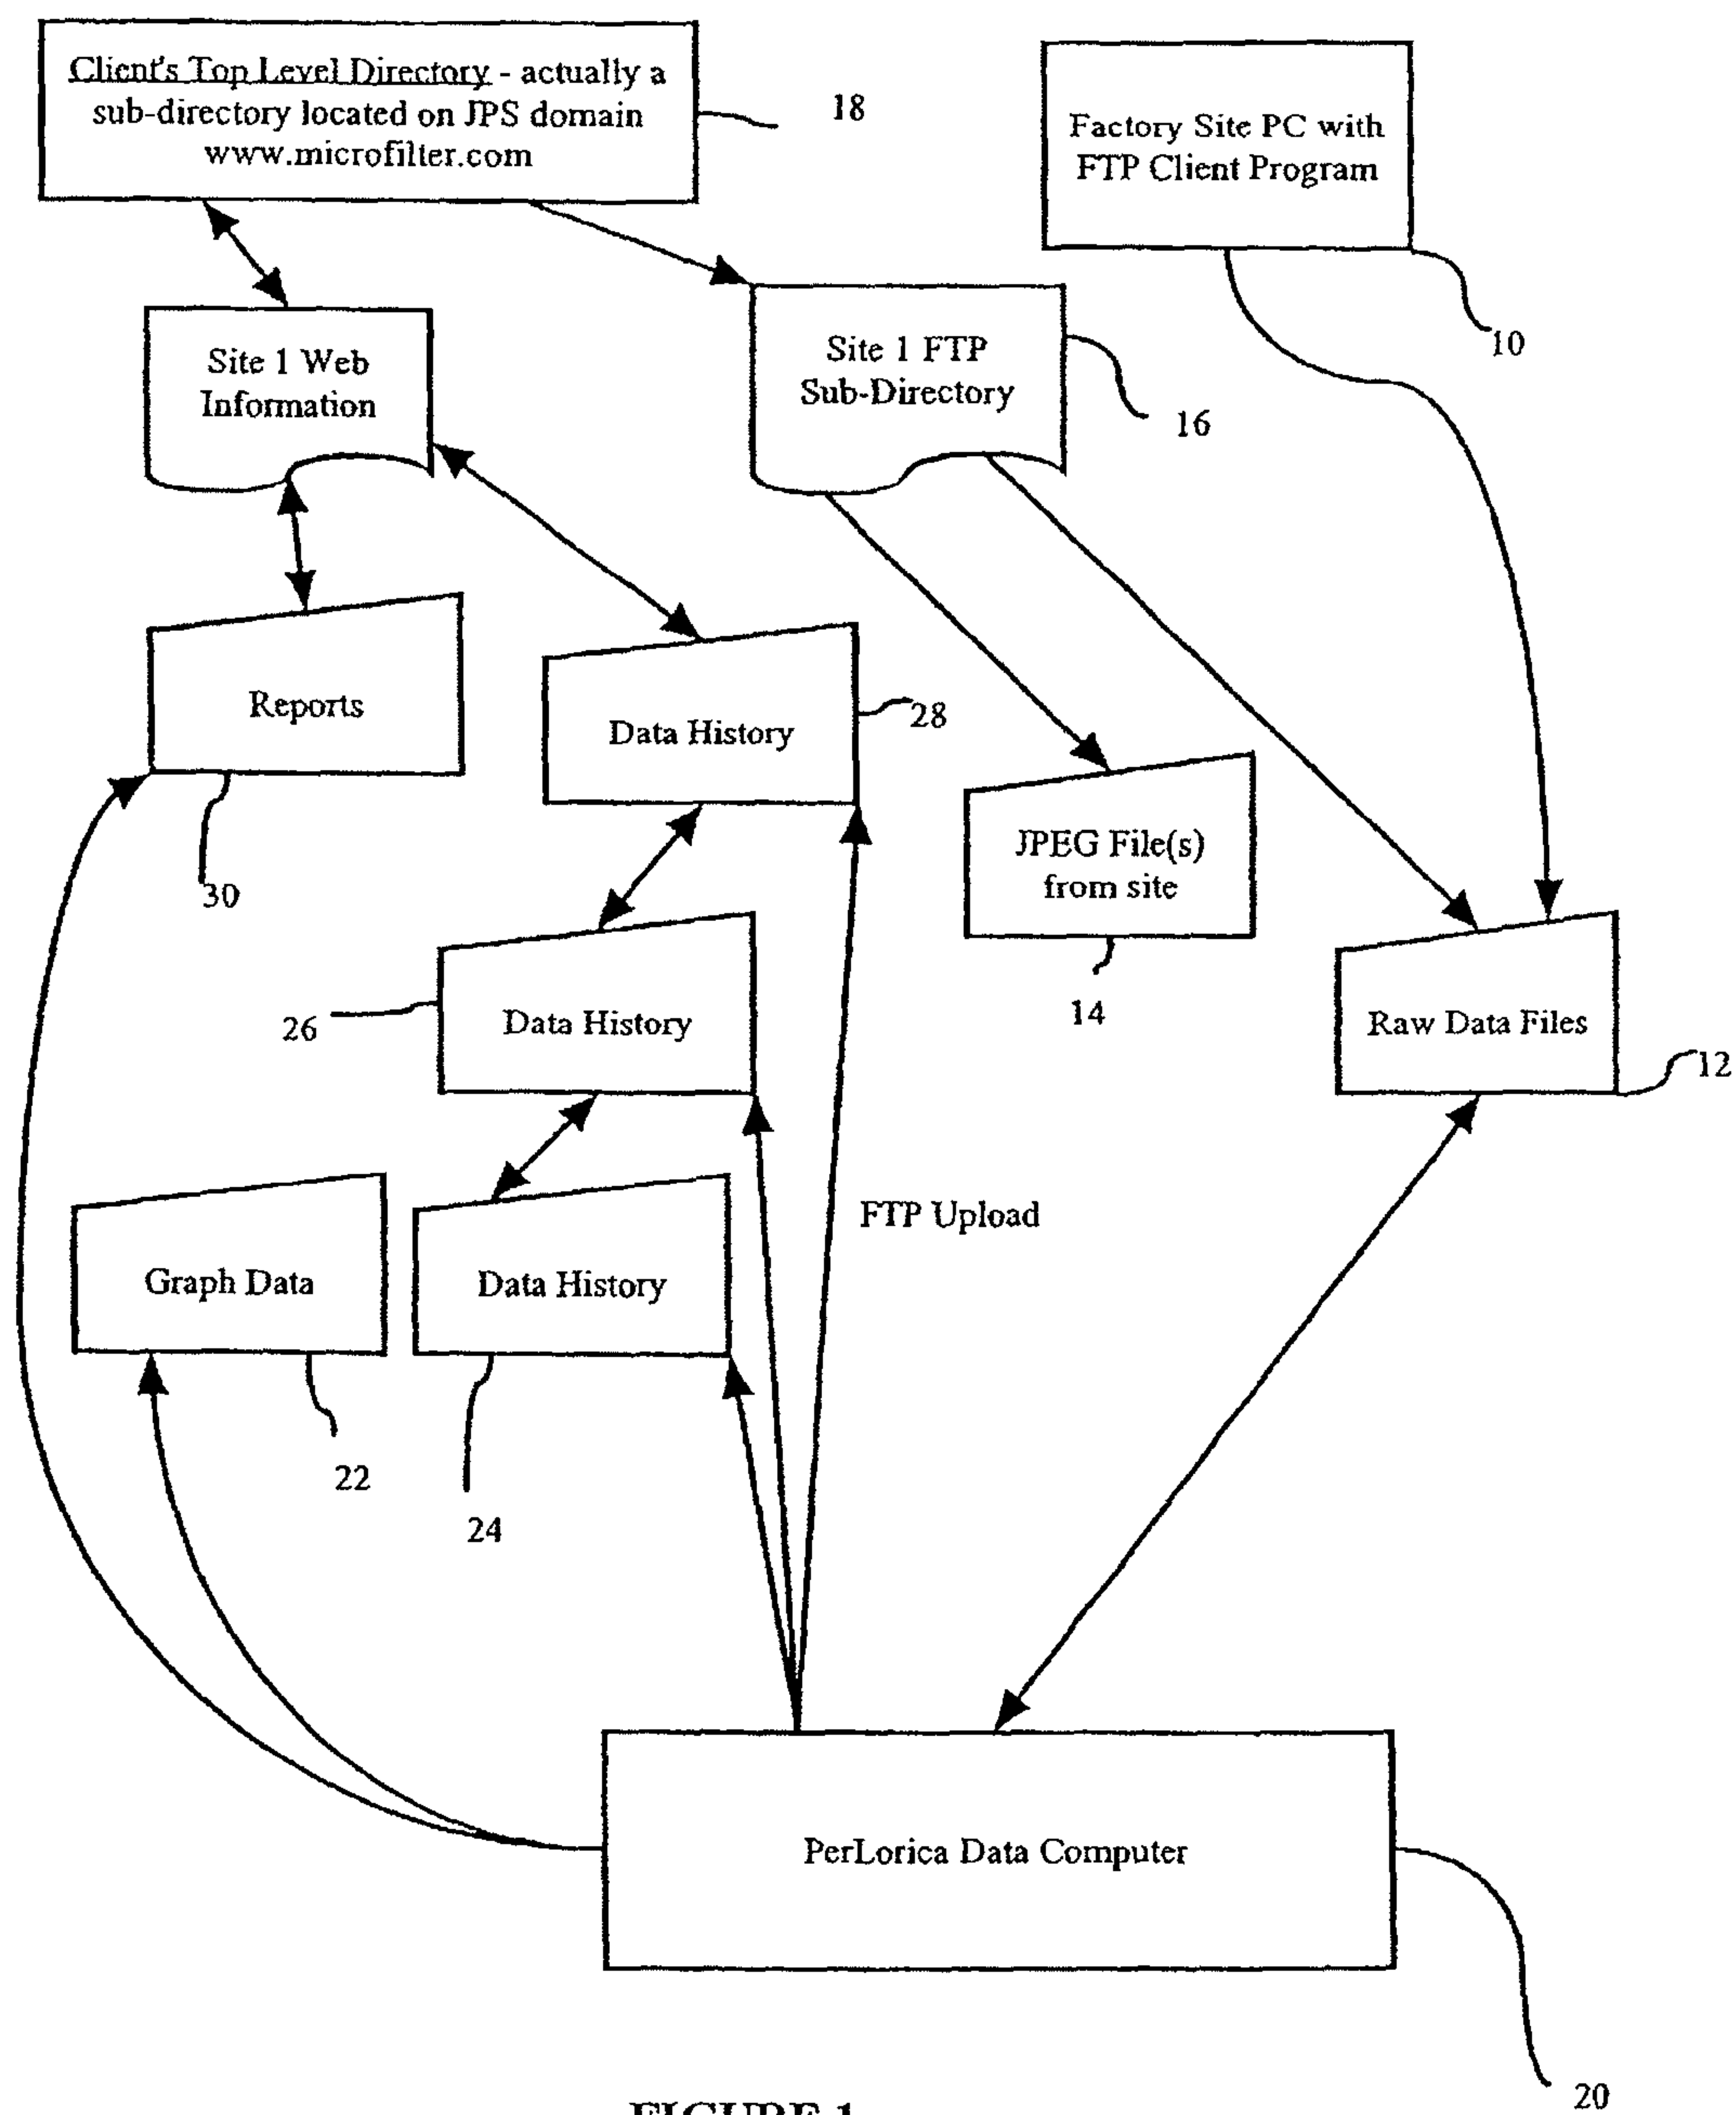 Client's Top Level Directory - actually a
sub-directory located on JPS domain
www.microfilter.com
18
Factory Site PC with
FTP Client Program
10
Site 1 Web
Information
Site 1 FTP
Sub-Directory
16
Reports
30
Data History
28
JPEG File(s)
from site
14
Data History
26
Raw Data Files
12
FTP Upload
Graph Data
22
Data History
24
PerLorica Data Computer
20
FIGURE 1